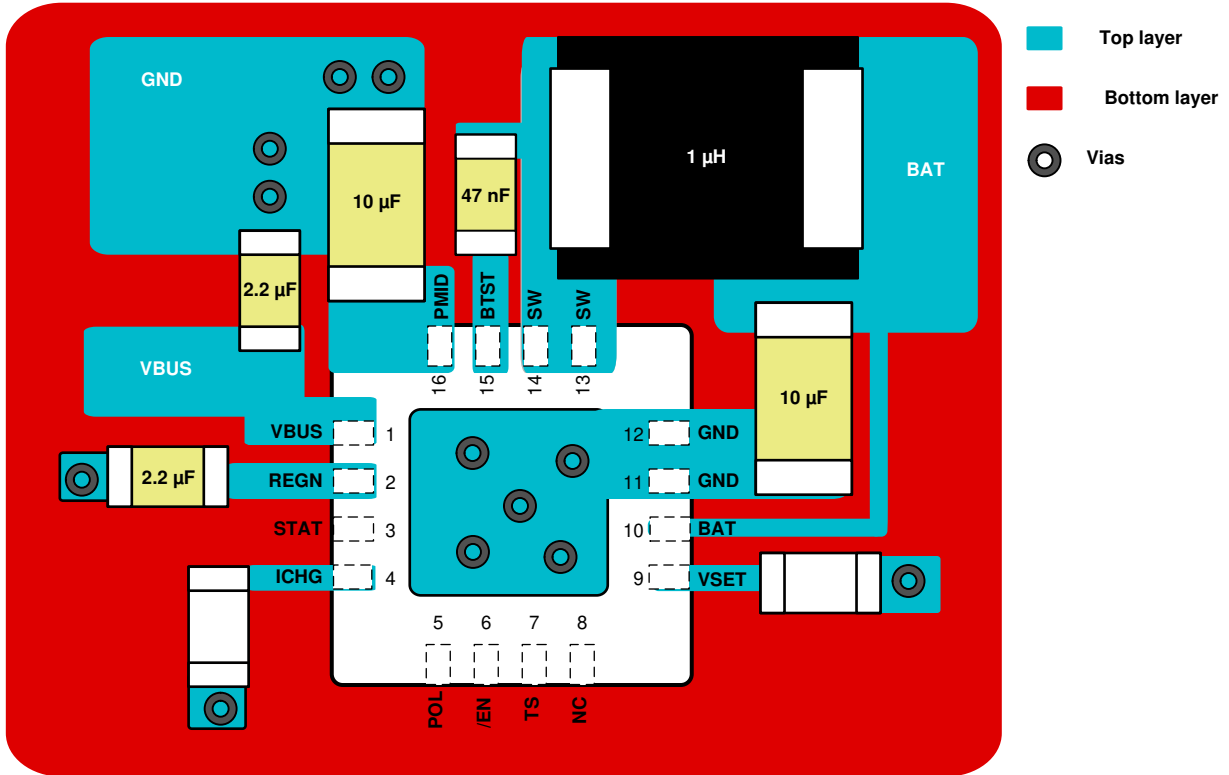 GND
1 µH
BAT
10 µF
47 nF
2.2 µF
PMID
BTST
SW
SW
VBUS
16
15
14
13
10 µF
VBUS
1
12
GND
2.2 µF
REGN
2
11
GND
STAT
3
10
BAT
ICHG
4
9
VSET
5
6
7
8
POL
/EN
TS
NC
Top layer
Bottom layer
Vias